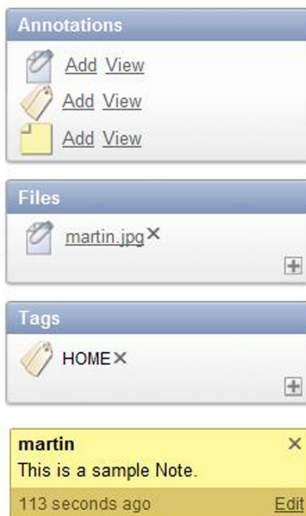 Annotations
Add View
Add View
Add View
Files
martin.jpg×
Tags
HOME×
martin ×
This is a sample Note.
113 seconds ago Edit